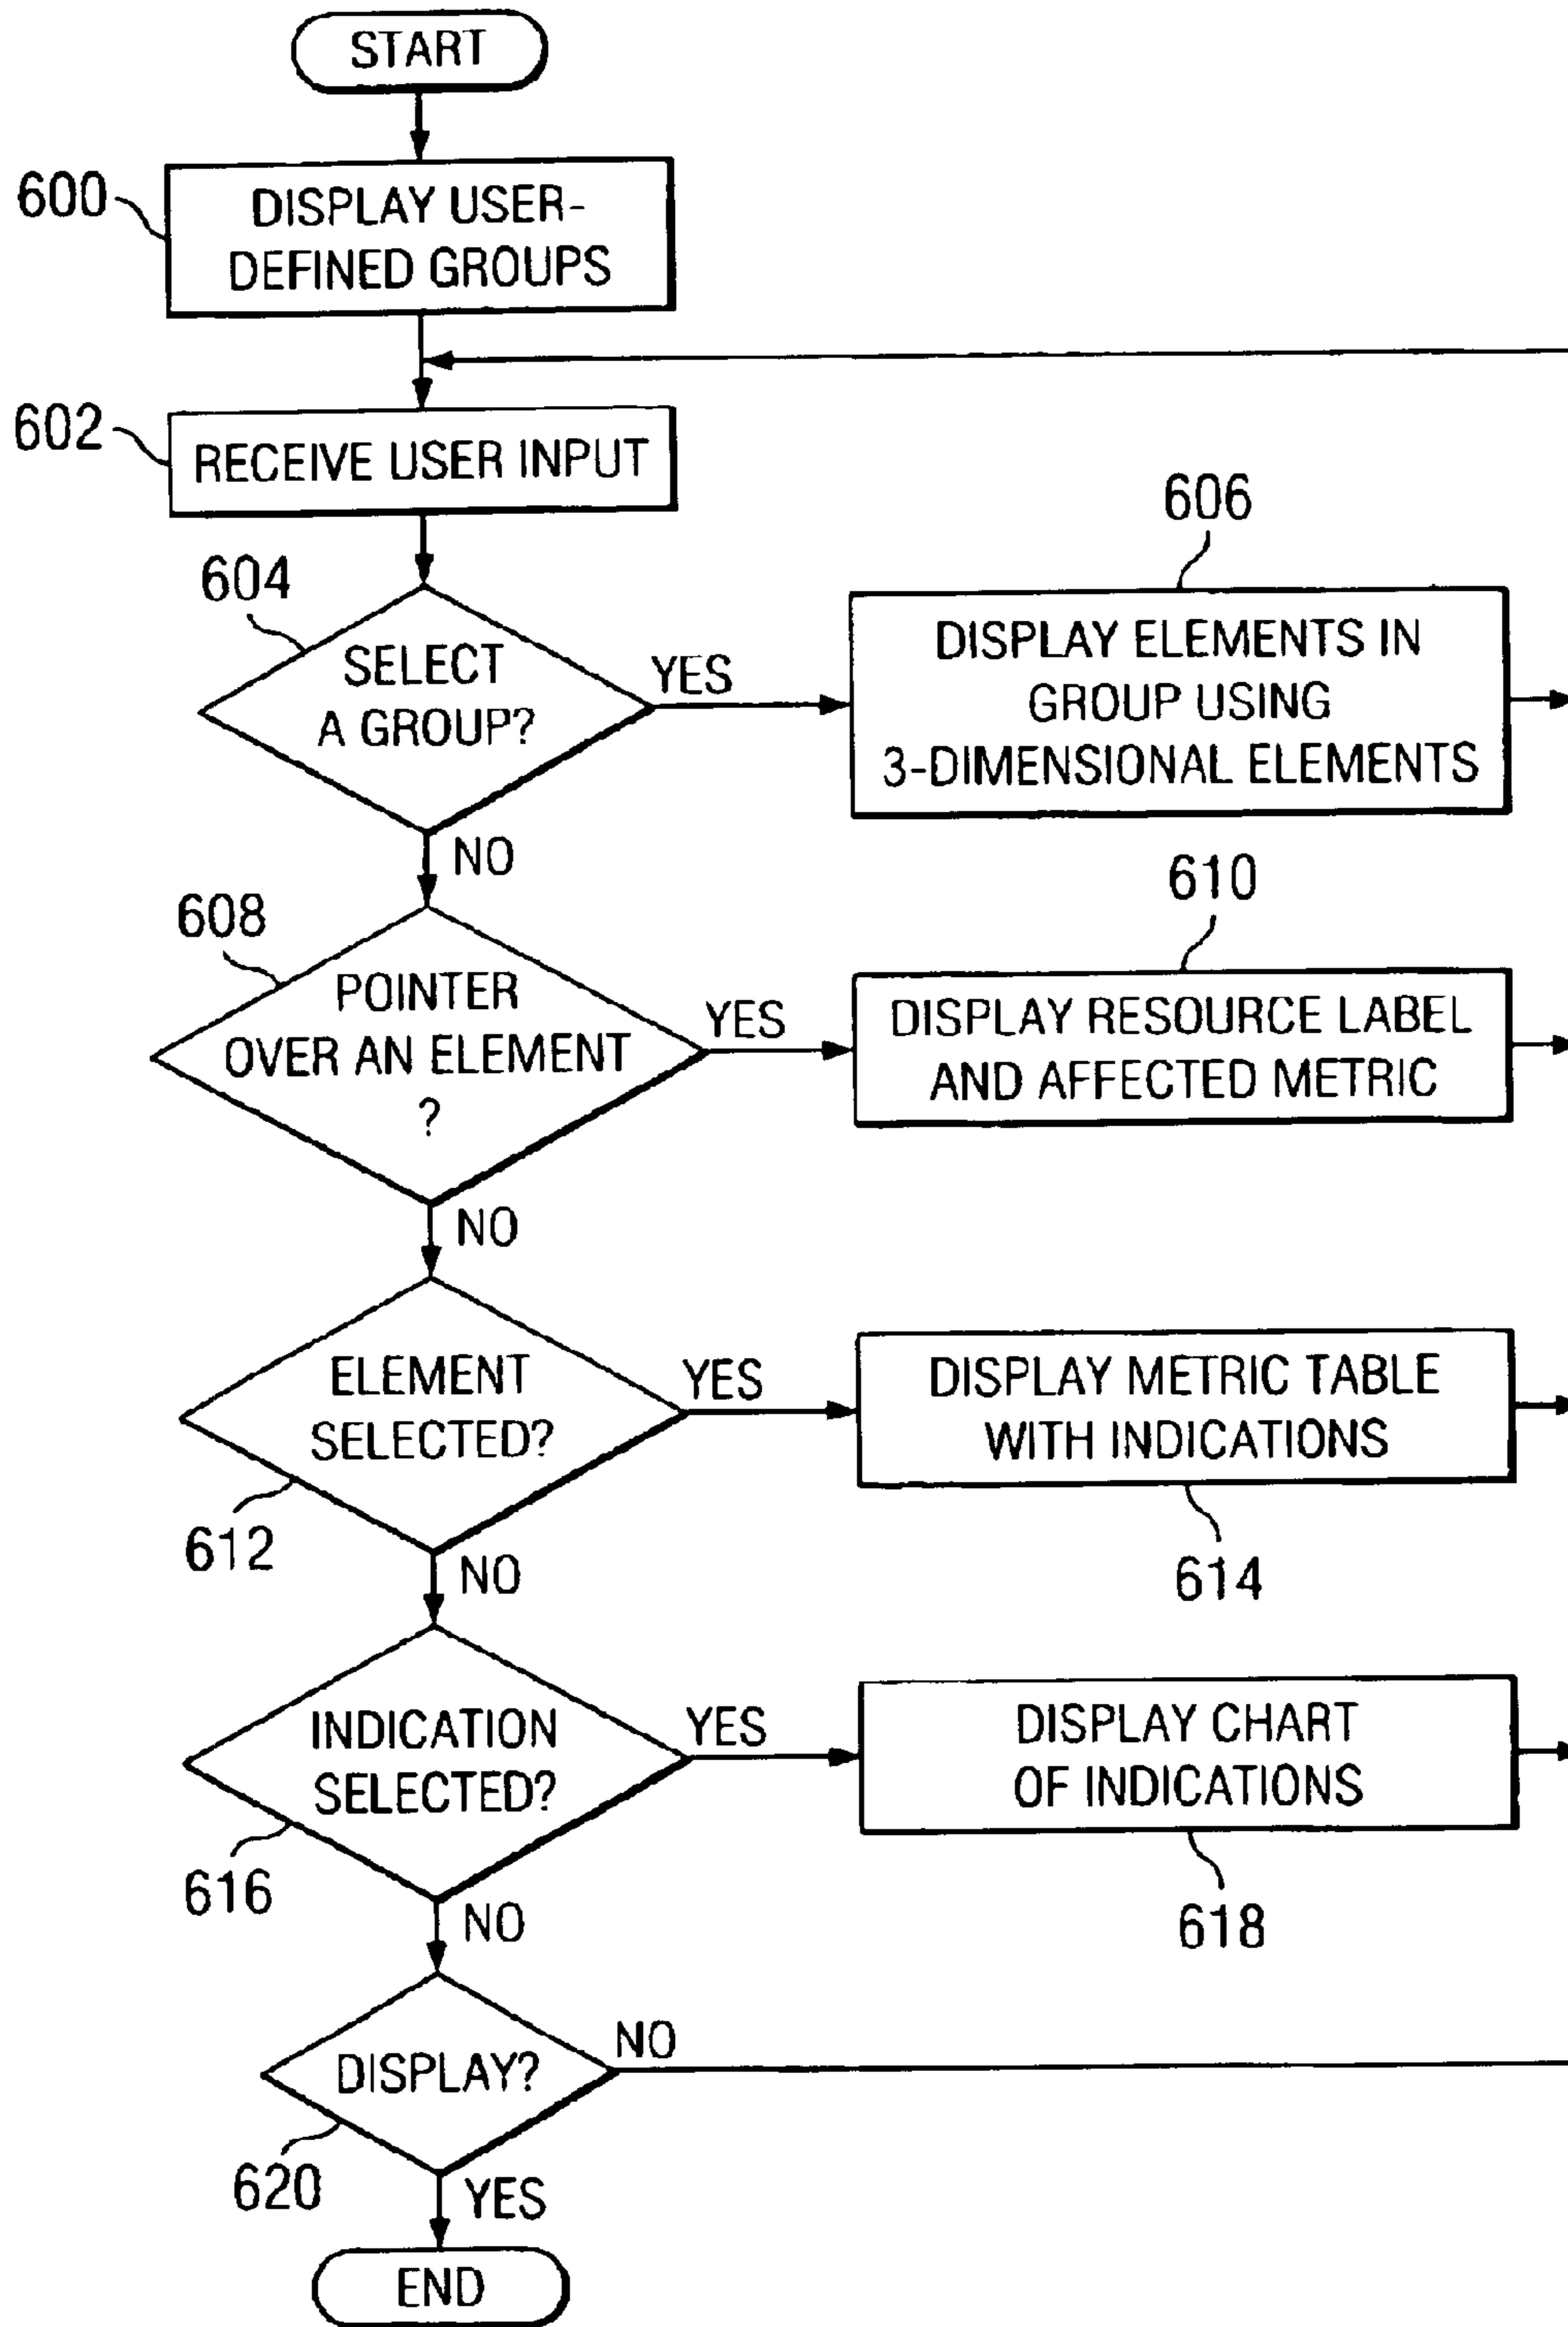 START
600
DISPLAY USER-
DEFINED GROUPS
602
RECEIVE USER INPUT
604
SELECT
A GROUP?
YES
606
DISPLAY ELEMENTS IN
GROUP USING
3-DIMENSIONAL ELEMENTS
NO
608
POINTER
OVER AN ELEMENT
?
YES
610
DISPLAY RESOURCE LABEL
AND AFFECTED METRIC
NO
ELEMENT
SELECTED?
612
YES
DISPLAY METRIC TABLE
WITH INDICATIONS
614
NO
INDICATION
SELECTED?
616
YES
DISPLAY CHART
OF INDICATIONS
618
NO
DISPLAY?
620
NO
YES
END